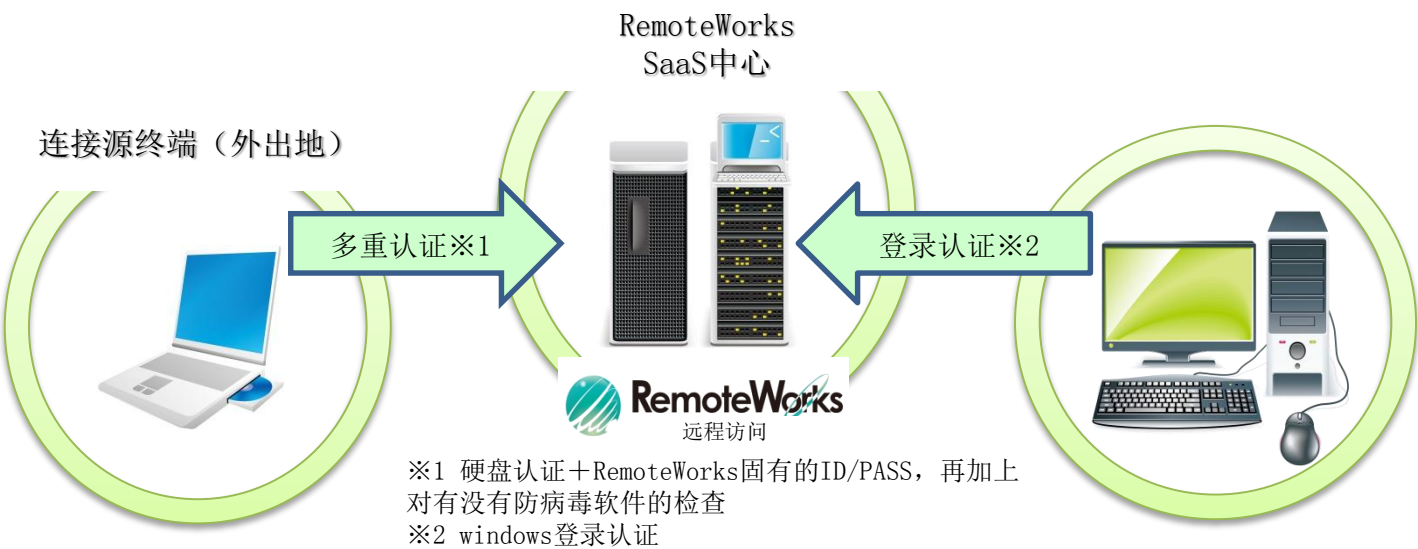 RemoteWorks
SaaS中心
连接源终端（外出地）
多重认证※1
登录认证※2
RemoteWorks
远程访问
※1 硬盘认证＋RemoteWorks固有的ID/PASS，再加上
对有没有防病毒软件的检查
※2 windows登录认证